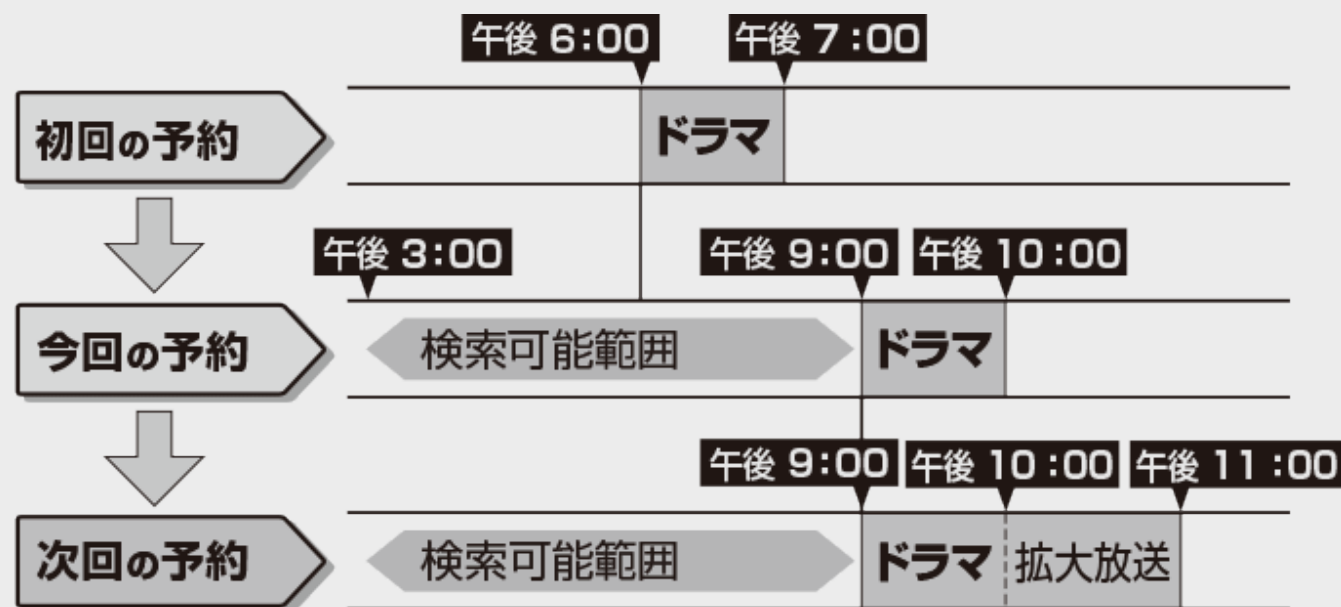 午後 6:00
午後 7:00
初回の予約
ドラマ
午後 3:00
午後 9:00
午後 10:00
今回の予約
検索可能範囲
ドラマ
午後 9:00
午後 10:00
午後 11:00
次回の予約
検索可能範囲
ドラマ
拡大放送